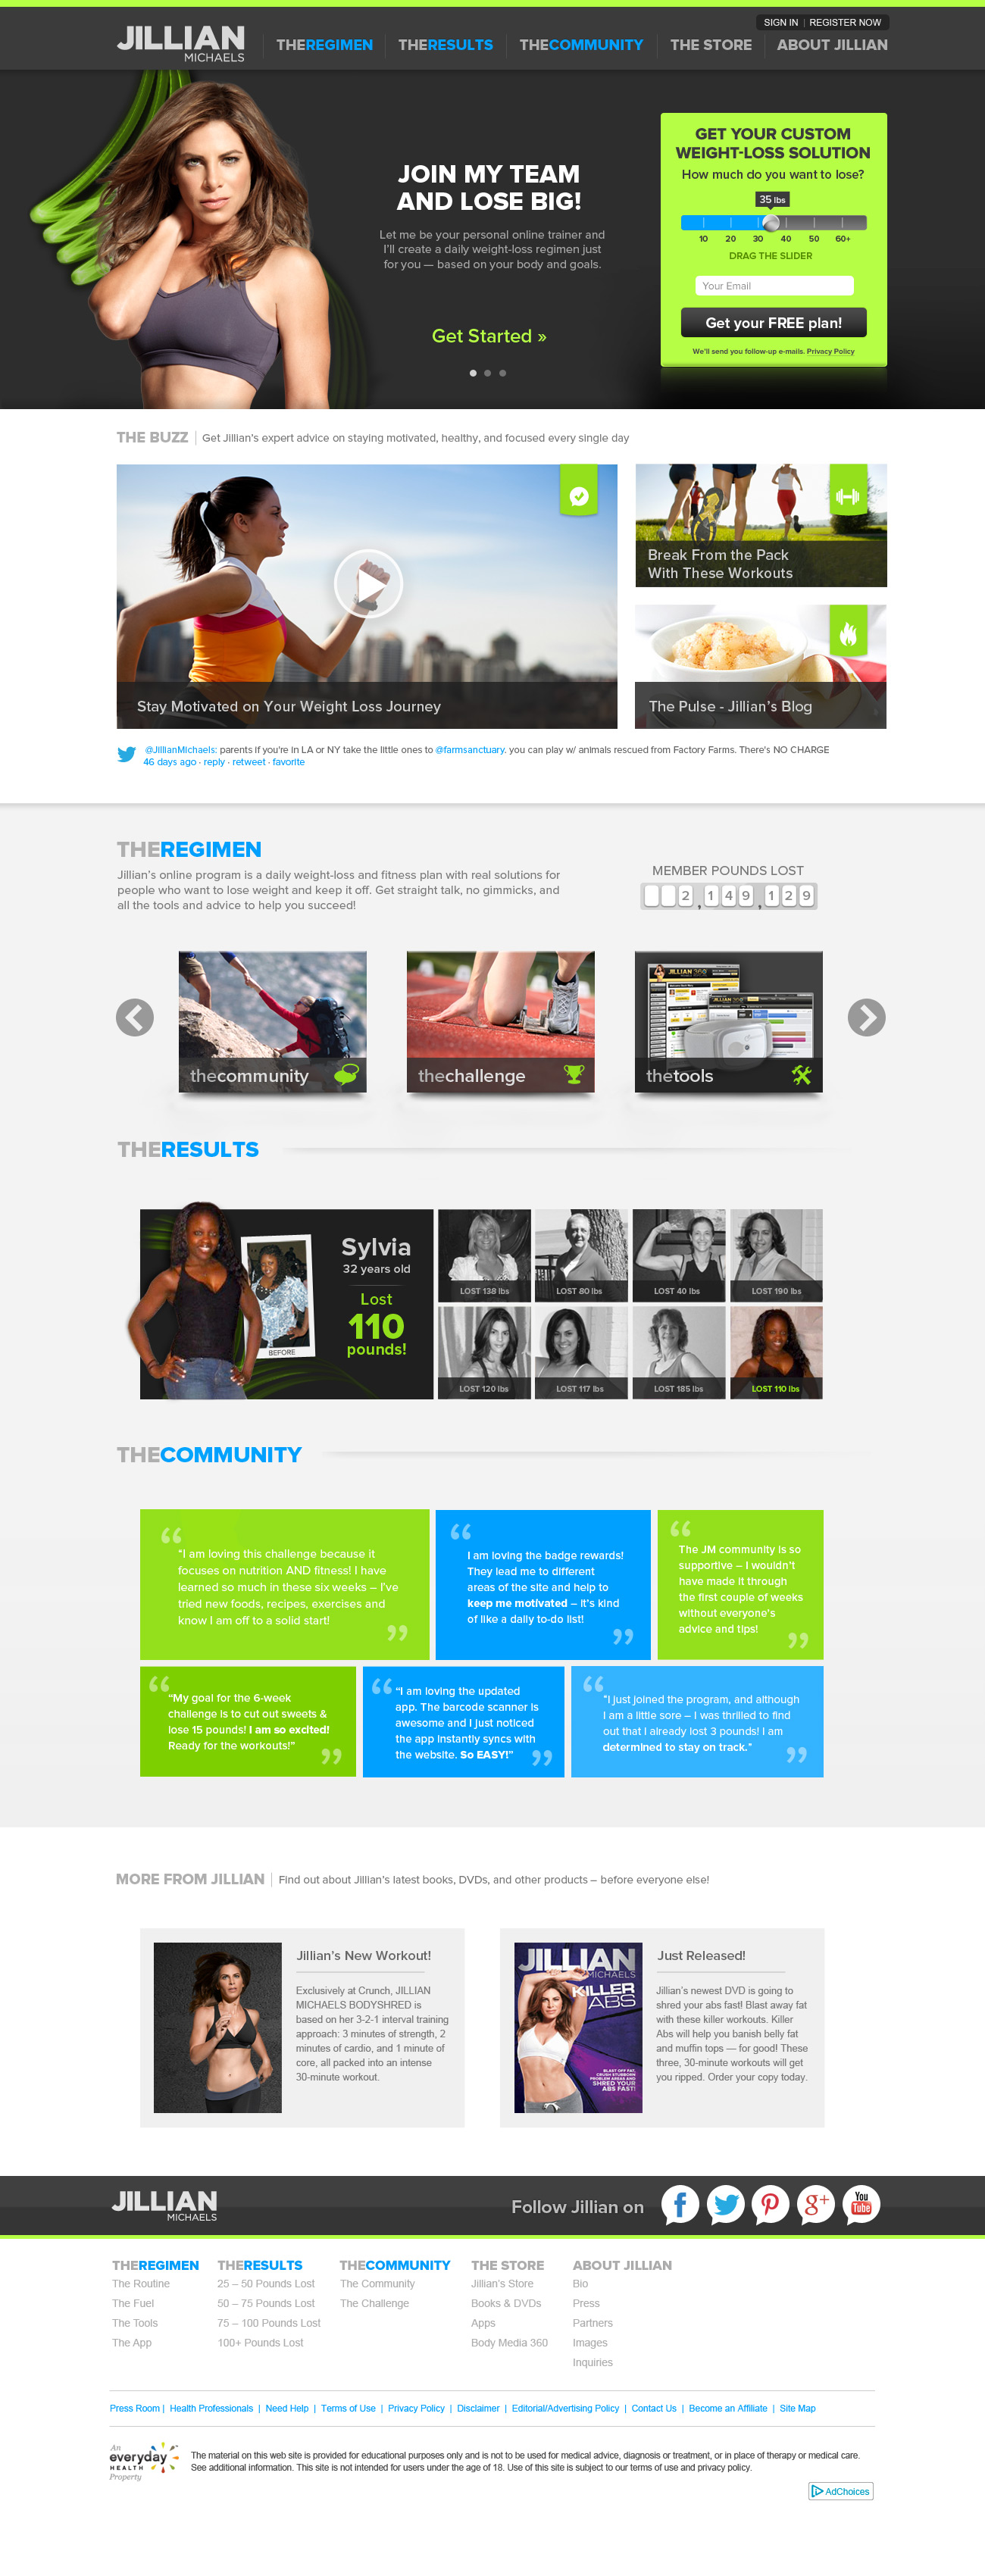 SIGN IN | REGISTER NOW
JILLIAN
MICHAELS
THEREGIMEN
THERESULTS
THECOMMUNITY
THE STORE
ABOUT JILLIAN
JOIN MY TEAM
AND LOSE BIG!
Let me be your personal online trainer and
I'll create a daily weight-loss regimen just
for you — based on your body and goals.
Get Started »
GET YOUR CUSTOM
WEIGHT-LOSS SOLUTION
How much do you want to lose?
35 lbs
10 20 30 40 50 60+
DRAG THE SLIDER
Your Email
Get your FREE plan!
We'll send you follow-up e-mails. Privacy Policy
THE BUZZ | Get Jillian's expert advice on staying motivated, healthy, and focused every single day
Stay Motivated on Your Weight Loss Journey
Break From the Pack
With These Workouts
The Pulse - Jillian's Blog
@JillianMichaels: parents if you're in LA or NY take the little ones to @farmsanctuary. you can play w/ animals rescued from Factory Farms. There's NO CHARGE
46 days ago · reply · retweet · favorite
THEREGIMEN
Jillian's online program is a daily weight-loss and fitness plan with real solutions for
people who want to lose weight and keep it off. Get straight talk, no gimmicks, and
all the tools and advice to help you succeed!
MEMBER POUNDS LOST
2,149,129
thecommunity
thechallenge
JILLIAN 360
thetools
THERESULTS
Sylvia
32 years old
Lost
110
pounds!
BEFORE
LOST 138 lbs
LOST 80 lbs
LOST 40 lbs
LOST 190 lbs
LOST 120 lbs
LOST 117 lbs
LOST 185 lbs
LOST 110 lbs
THECOMMUNITY
"I am loving this challenge because it
focuses on nutrition AND fitness! I have
learned so much in these six weeks – I've
tried new foods, recipes, exercises and
know I am off to a solid start!
I am loving the badge rewards!
They lead me to different
areas of the site and help to
keep me motivated – it's kind
of like a daily to-do list!
The JM community is so
supportive – I wouldn't
have made it through
the first couple of weeks
without everyone's
advice and tips!
"My goal for the 6-week
challenge is to cut out sweets &
lose 15 pounds! I am so excited!
Ready for the workouts!"
"I am loving the updated
app. The barcode scanner is
awesome and I just noticed
the app instantly syncs with
the website. So EASY!"
"I just joined the program, and although
I am a little sore – I was thrilled to find
out that I already lost 3 pounds! I am
determined to stay on track."
MORE FROM JILLIAN | Find out about Jillian's latest books, DVDs, and other products – before everyone else!
Jillian's New Workout!
Exclusively at Crunch, JILLIAN
MICHAELS BODYSHRED is
based on her 3-2-1 interval training
approach: 3 minutes of strength, 2
minutes of cardio, and 1 minute of
core, all packed into an intense
30-minute workout.
JILLIAN
MICHAELS
KILLER
ABS
BLAST OFF FAT,
CRUSH STUBBORN
PROBLEM AREAS AND
SHRED YOUR
ABS FAST!
Just Released!
Jillian's newest DVD is going to
shred your abs fast! Blast away fat
with these killer workouts. Killer
Abs will help you banish belly fat
and muffin tops — for good! These
three, 30-minute workouts will get
you ripped. Order your copy today.
JILLIAN
MICHAELS
Follow Jillian on
f
g+
You
Tube
THEREGIMEN
The Routine
The Fuel
The Tools
The App
THERESULTS
25 – 50 Pounds Lost
50 – 75 Pounds Lost
75 – 100 Pounds Lost
100+ Pounds Lost
THECOMMUNITY
The Community
The Challenge
THE STORE
Jillian's Store
Books & DVDs
Apps
Body Media 360
ABOUT JILLIAN
Bio
Press
Partners
Images
Inquiries
Press Room | Health Professionals | Need Help | Terms of Use | Privacy Policy | Disclaimer | Editorial/Advertising Policy | Contact Us | Become an Affiliate | Site Map
An
everyday
HEALTH
Property
The material on this web site is provided for educational purposes only and is not to be used for medical advice, diagnosis or treatment, or in place of therapy or medical care.
See additional information. This site is not intended for users under the age of 18. Use of this site is subject to our terms of use and privacy policy.
AdChoices